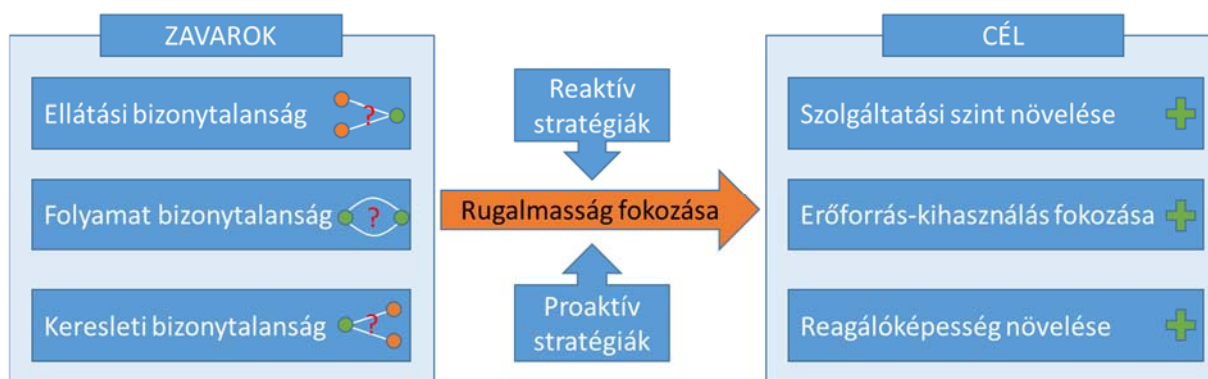 ZAVAROK
Ellátási bizonytalanság
?
Folyamat bizonytalanság
?
Keresleti bizonytalanság
?
Reaktív
stratégiák
Rugalmasság fokozása
Proaktív
stratégiák
CÉL
Szolgáltatási szint növelése
Erőforrás-kihasználás fokozása
Reagálóképesség növelése